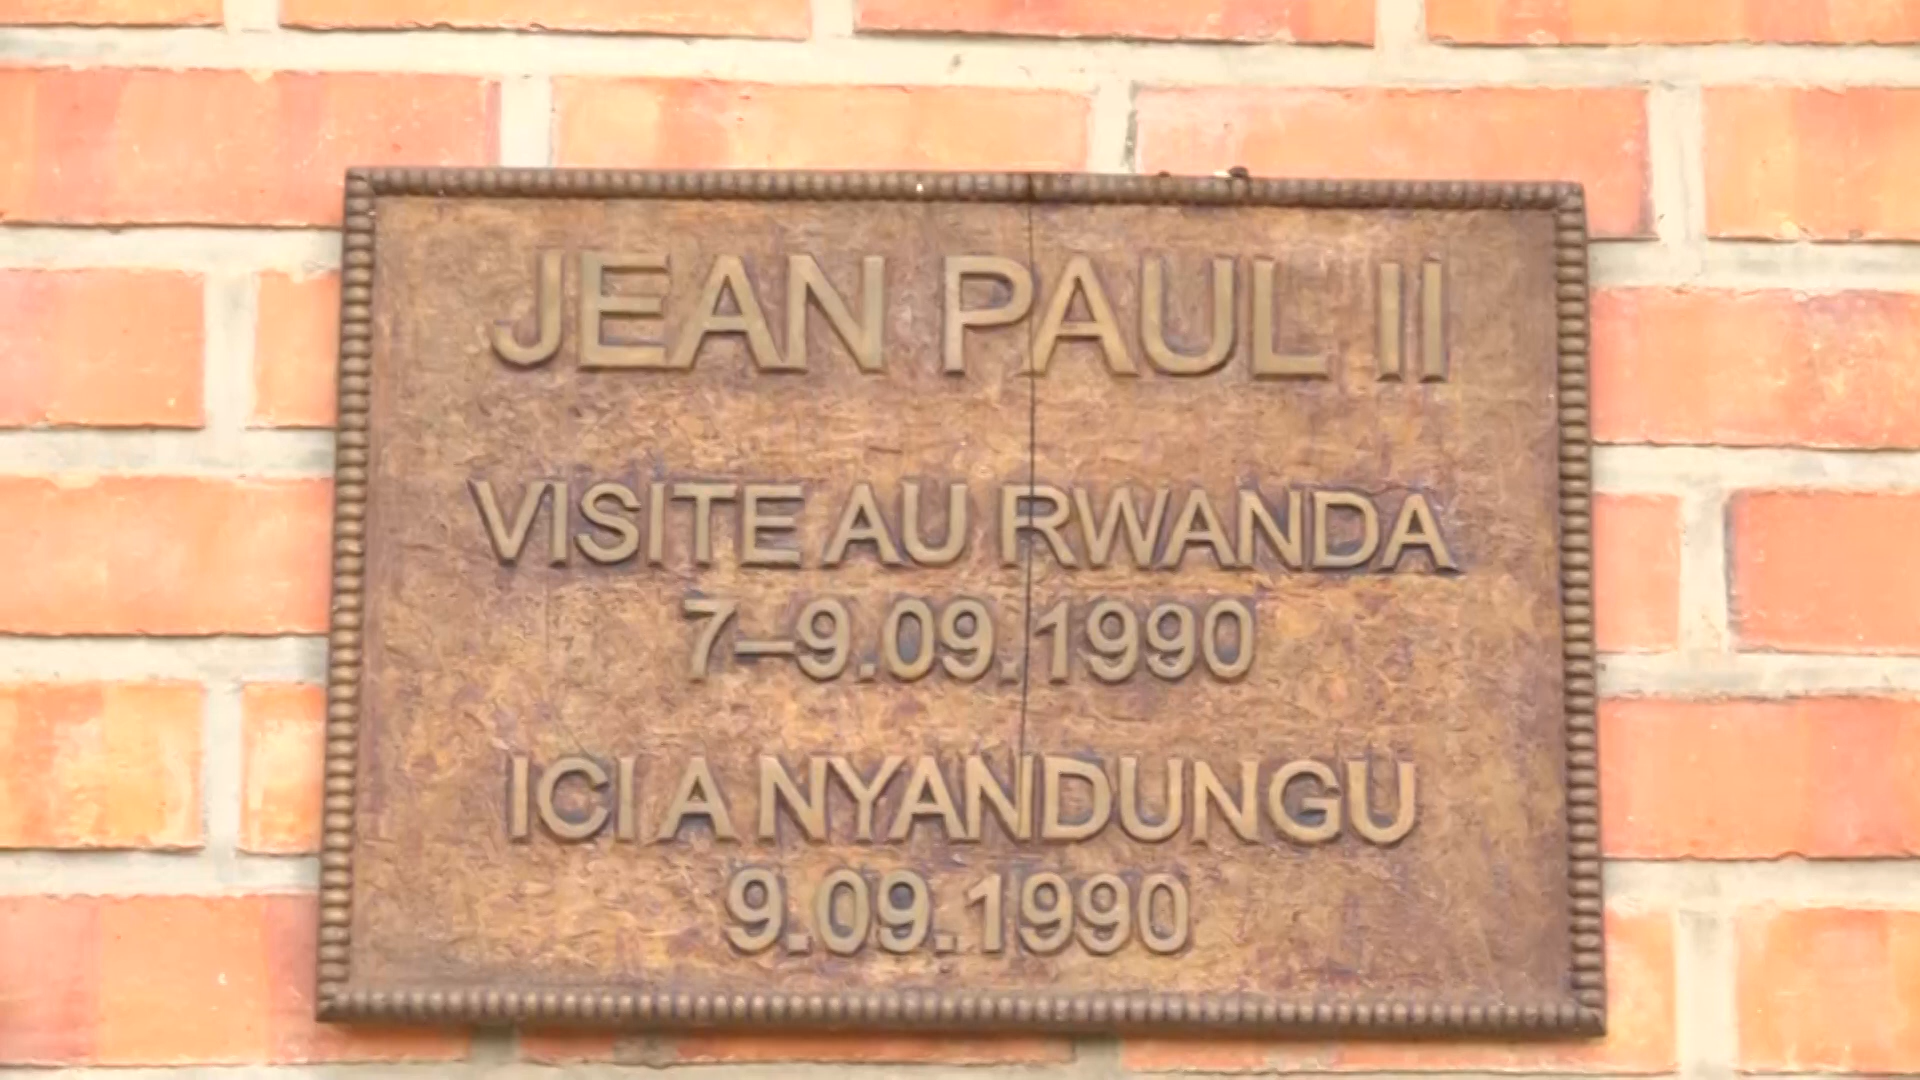 JEAN PAUL II
VISITE AU RWANDA
7–9.09.1990
ICI A NYANDUNGU
9.09.1990